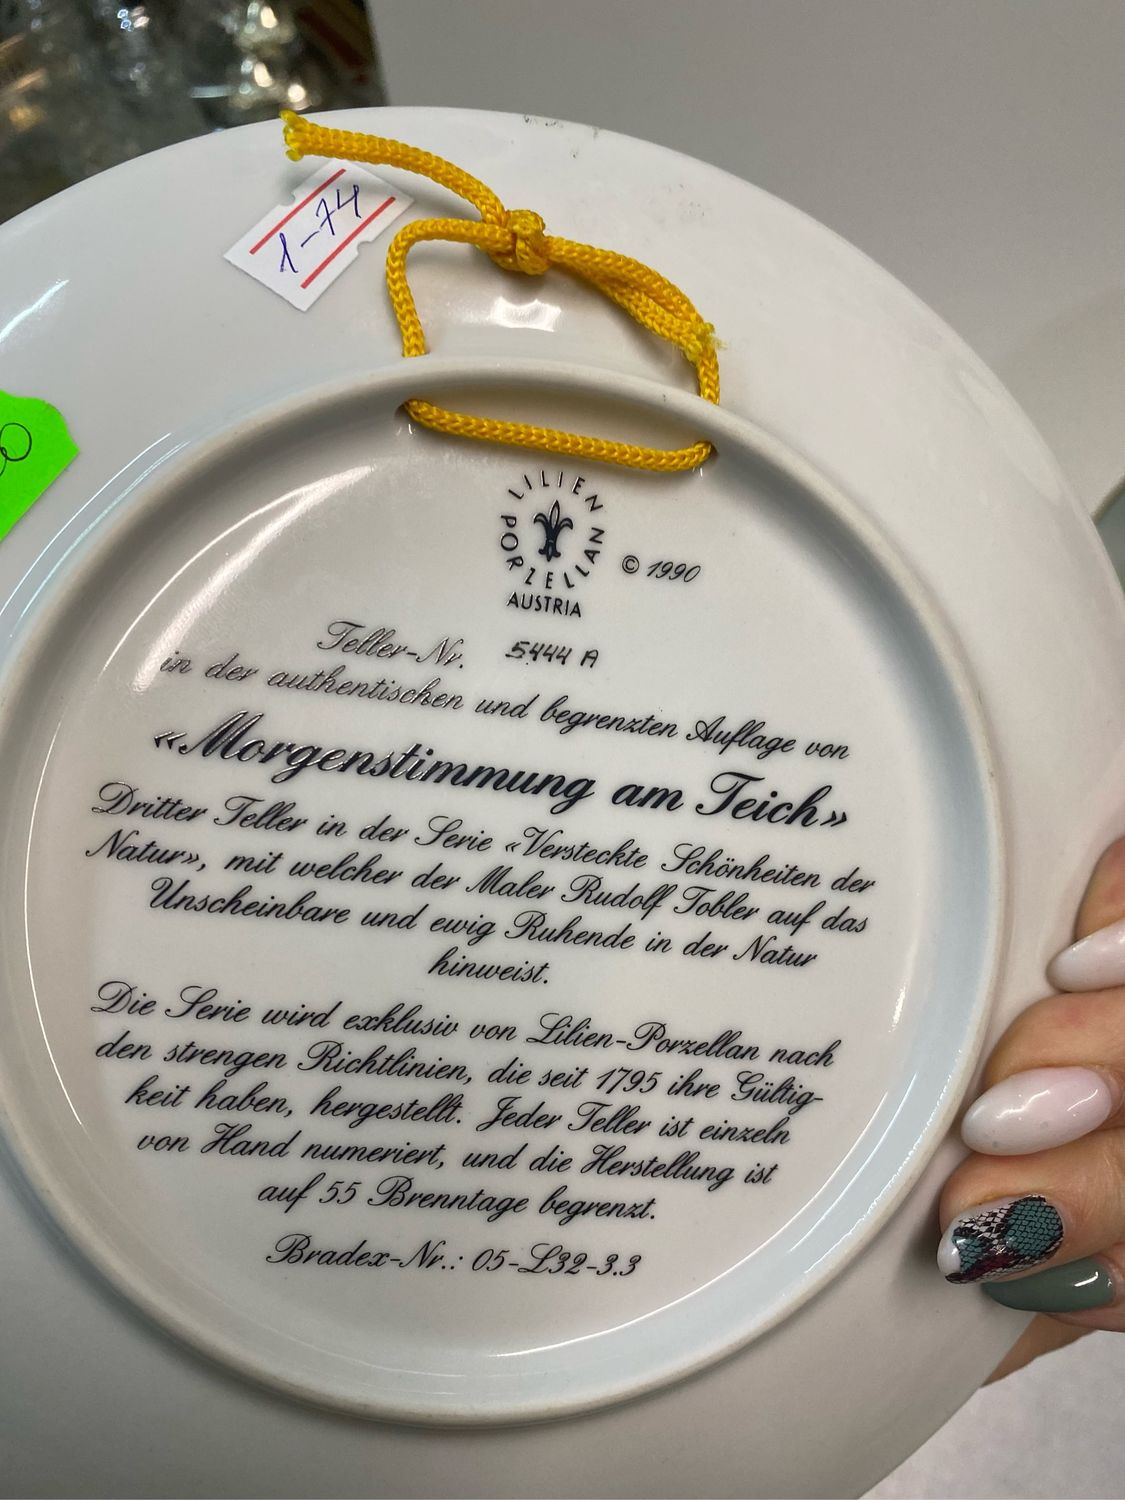 1-74
LILIEN PORZELLAN
AUSTRIA
© 1990
Teller-Nr. 5444 A
in der authentischen und begrenzten Auflage von
«Morgenstimmung am Teich»
Dritter Teller in der Serie «Versteckte Schönheiten der
Natur», mit welcher der Maler Rudolf Tobler auf das
Unscheinbare und ewig Ruhende in der Natur
hinweist.
Die Serie wird exklusiv von Lilien-Porzellan nach
den strengen Richtlinien, die seit 1795 ihre Gültig-
keit haben, hergestellt. Jeder Teller ist einzeln
von Hand numeriert, und die Herstellung ist
auf 55 Brenntage begrenzt.
Bradex-Nr.: 05-L32-3.3